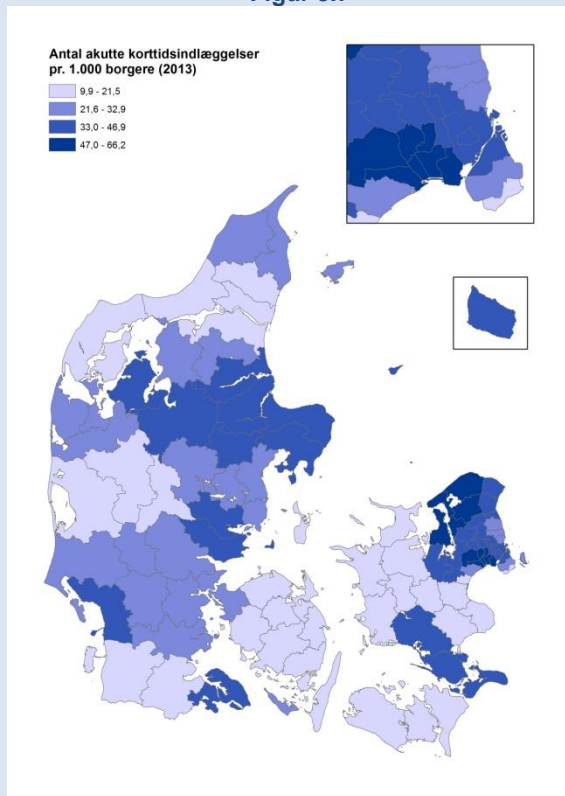 Antal akutte korttidsindlæggelser
pr. 1.000 borgere (2013)
9,9 - 21,5
21,6 - 32,9
33,0 - 46,9
47,0 - 66,2